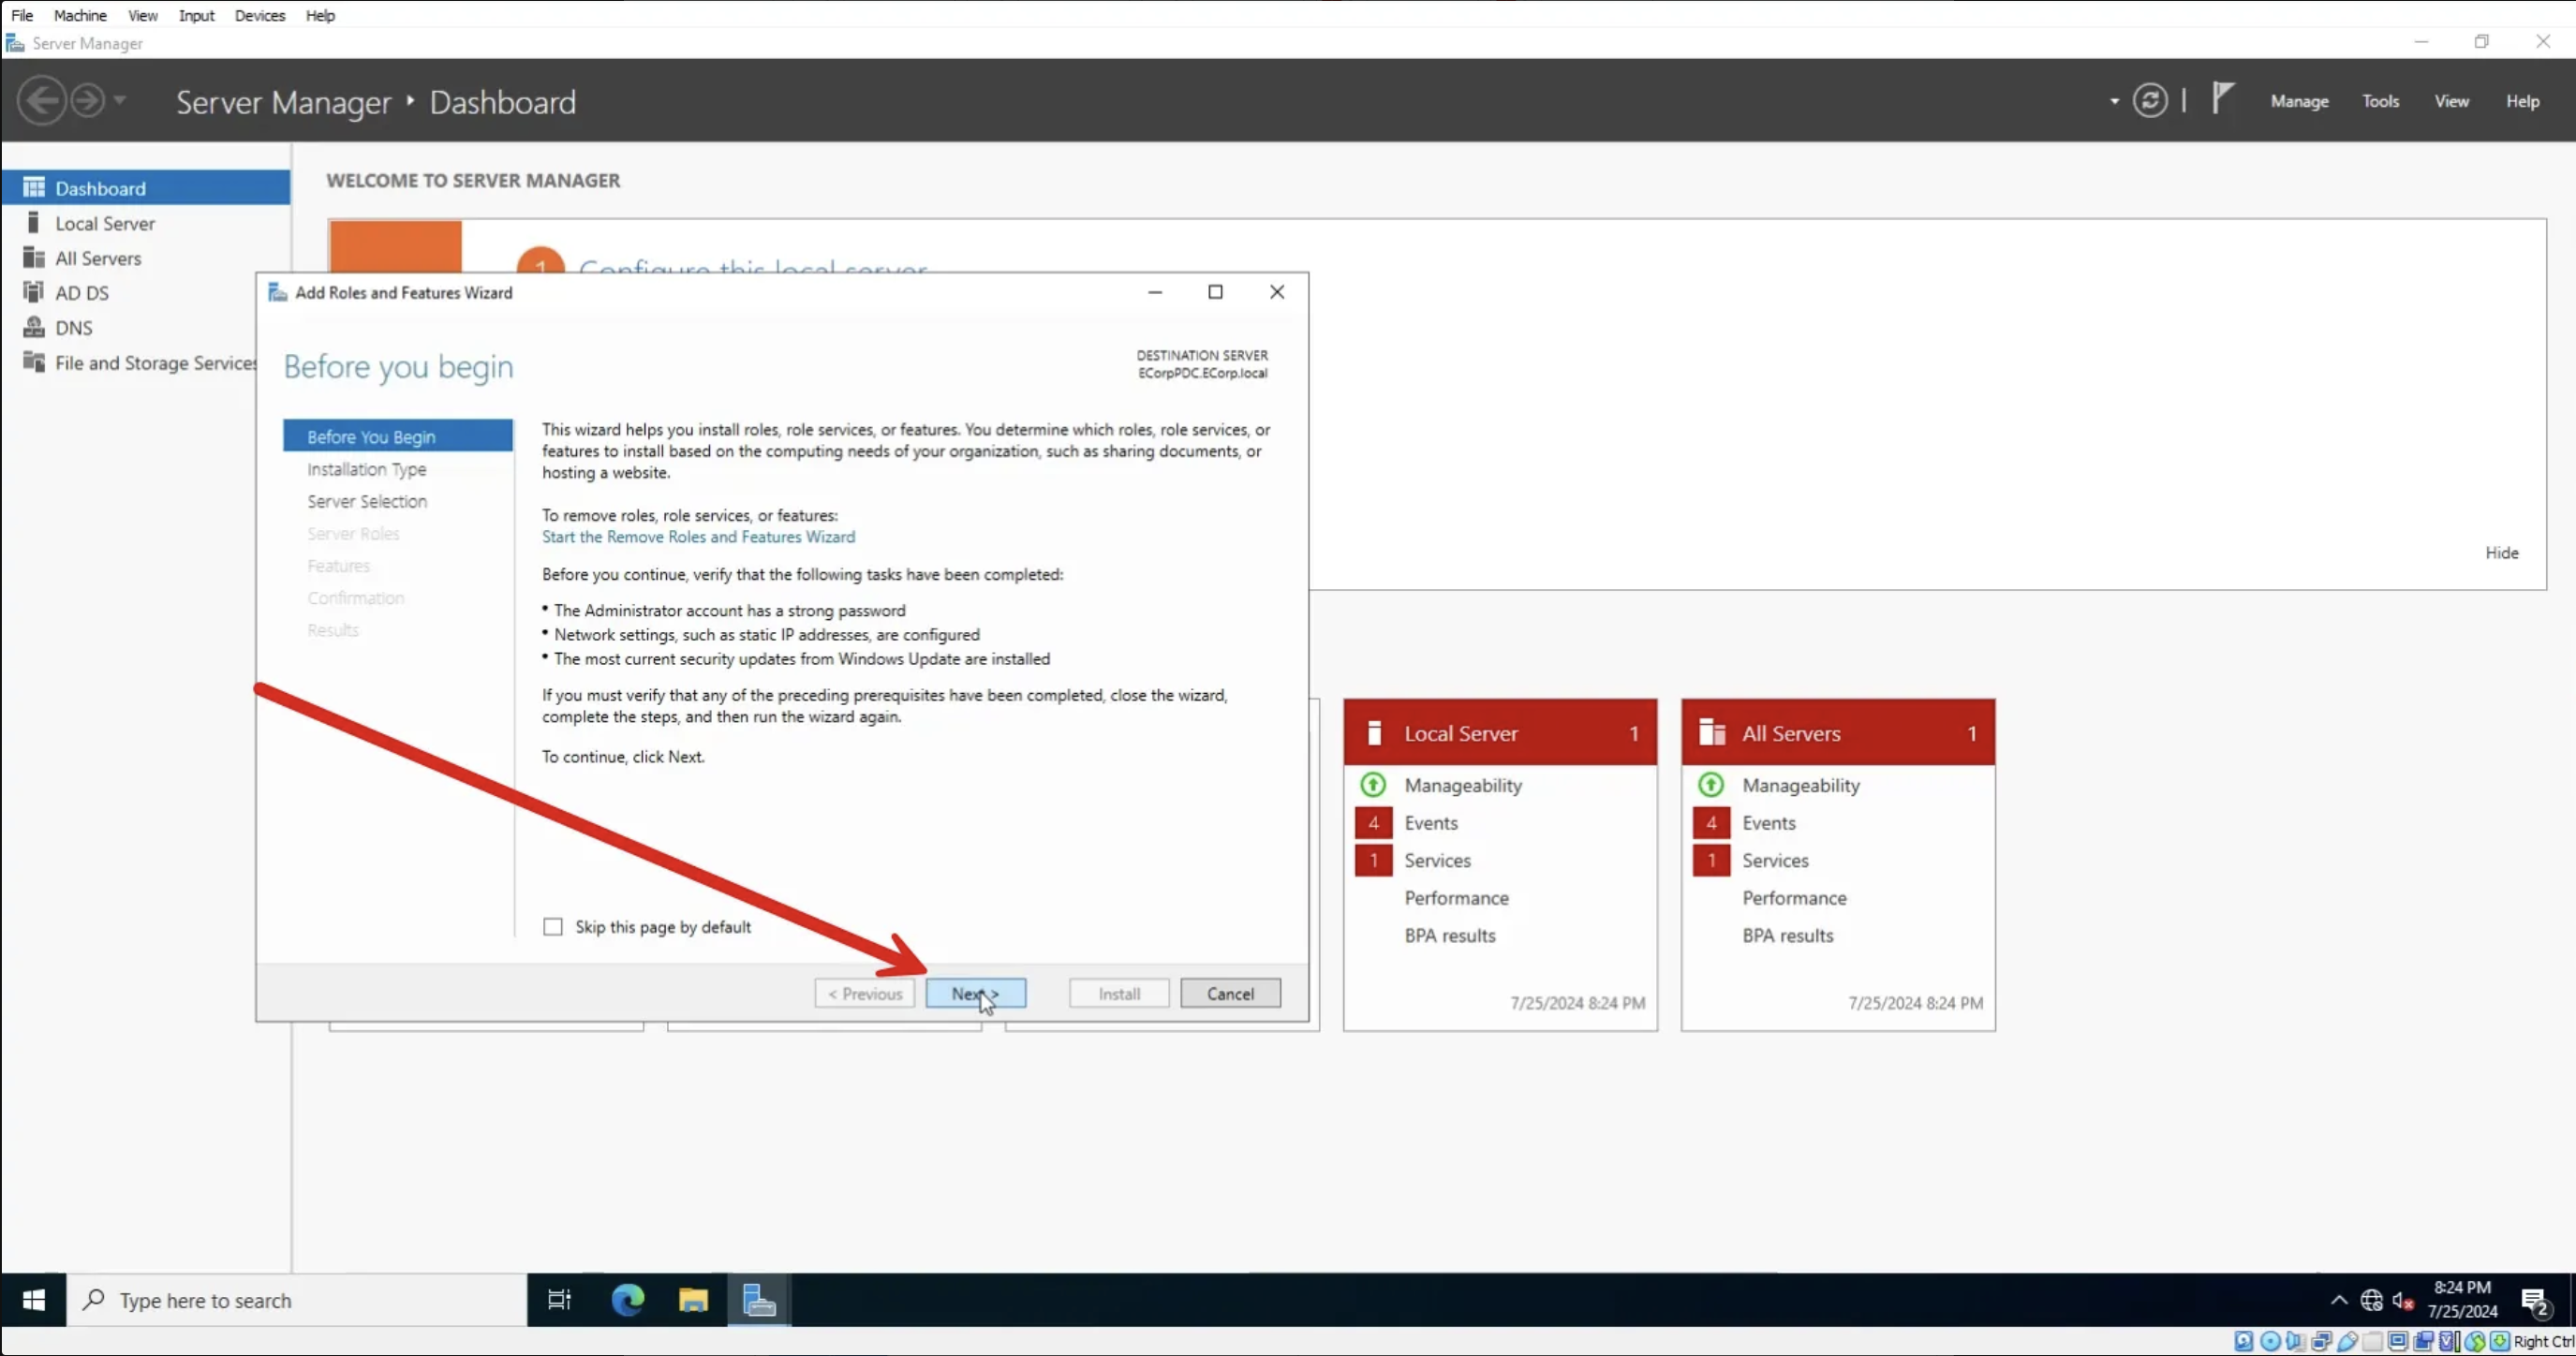 File Machine View Input Devices Help
Server Manager
Server Manager ‣ Dashboard
Manage Tools View Help
Dashboard
Local Server
All Servers
AD DS
DNS
File and Storage Services
WELCOME TO SERVER MANAGER
1 Configure this local server
Hide
Add Roles and Features Wizard
Before you begin
DESTINATION SERVER
ECorpPDC.ECorp.local
Before You Begin
Installation Type
Server Selection
Server Roles
Features
Confirmation
Results
This wizard helps you install roles, role services, or features. You determine which roles, role services, or
features to install based on the computing needs of your organization, such as sharing documents, or
hosting a website.
To remove roles, role services, or features:
Start the Remove Roles and Features Wizard
Before you continue, verify that the following tasks have been completed:
• The Administrator account has a strong password
• Network settings, such as static IP addresses, are configured
• The most current security updates from Windows Update are installed
If you must verify that any of the preceding prerequisites have been completed, close the wizard,
complete the steps, and then run the wizard again.
To continue, click Next.
Skip this page by default
< Previous
Next >
Install
Cancel
Local Server 1
Manageability
4 Events
1 Services
Performance
BPA results
7/25/2024 8:24 PM
All Servers 1
Manageability
4 Events
1 Services
Performance
BPA results
7/25/2024 8:24 PM
Type here to search
8:24 PM
7/25/2024
2
Right Ctrl